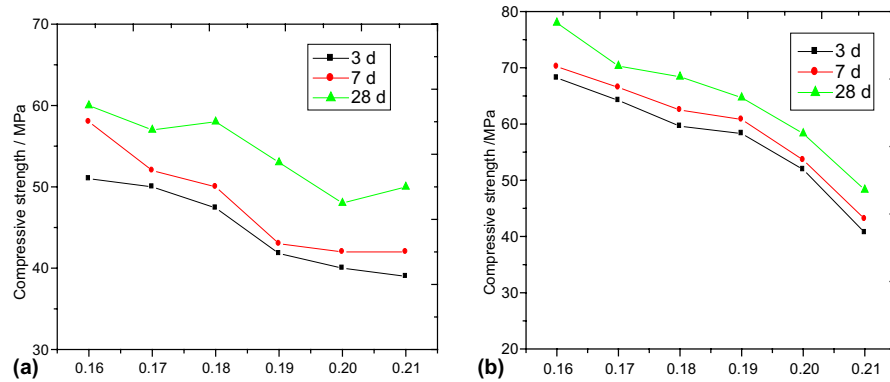 70
60
50
40
30
Compressive strength / MPa
3 d
7 d
28 d
0.16 0.17 0.18 0.19 0.20 0.21
(a)
80
70
60
50
40
30
20
Compressive strength /MPa
3 d
7 d
28 d
0.16 0.17 0.18 0.19 0.20 0.21
(b)